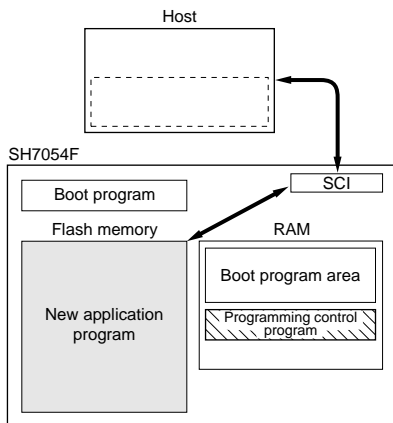 Host
SH7054F
SCI
Boot program
Flash memory
RAM
Boot program area
New application
program
Programming control
program